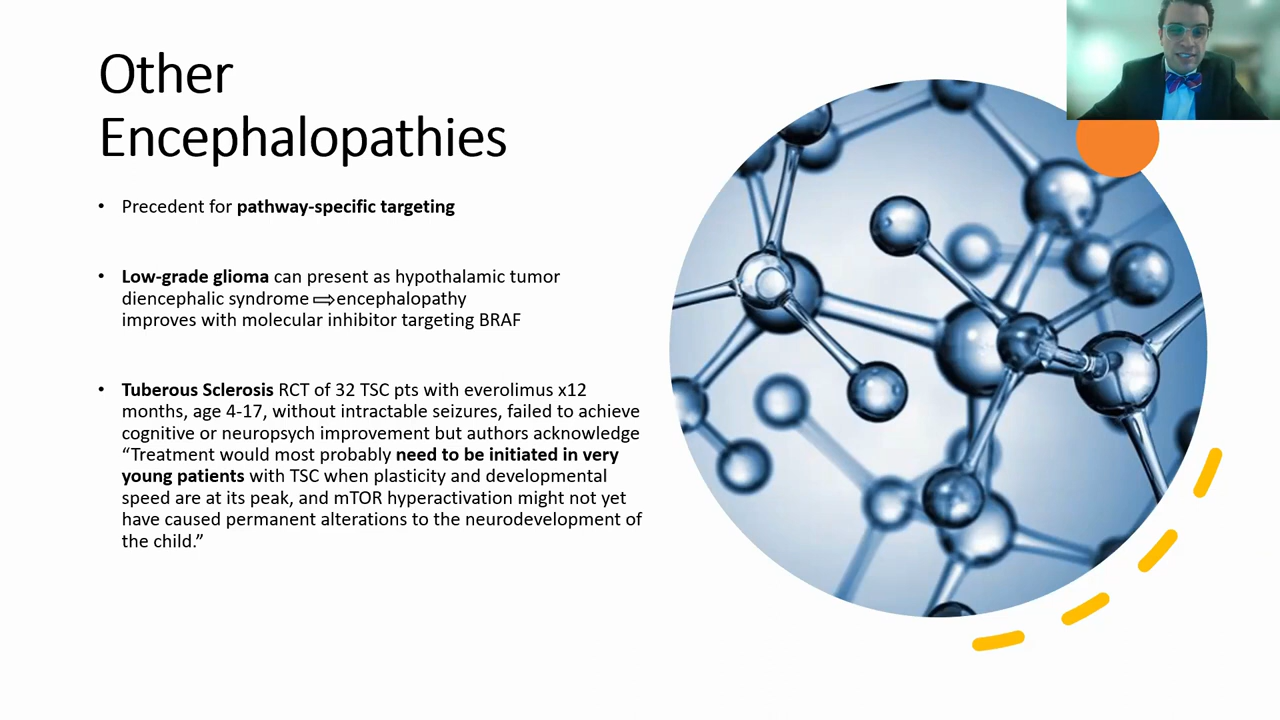 Other
Encephalopathies
• Precedent for pathway-specific targeting
• Low-grade glioma can present as hypothalamic tumor
diencephalic syndrome ⇨encephalopathy
improves with molecular inhibitor targeting BRAF
• Tuberous Sclerosis RCT of 32 TSC pts with everolimus x12
months, age 4-17, without intractable seizures, failed to achieve
cognitive or neuropsych improvement but authors acknowledge
“Treatment would most probably need to be initiated in very
young patients with TSC when plasticity and developmental
speed are at its peak, and mTOR hyperactivation might not yet
have caused permanent alterations to the neurodevelopment of
the child.”